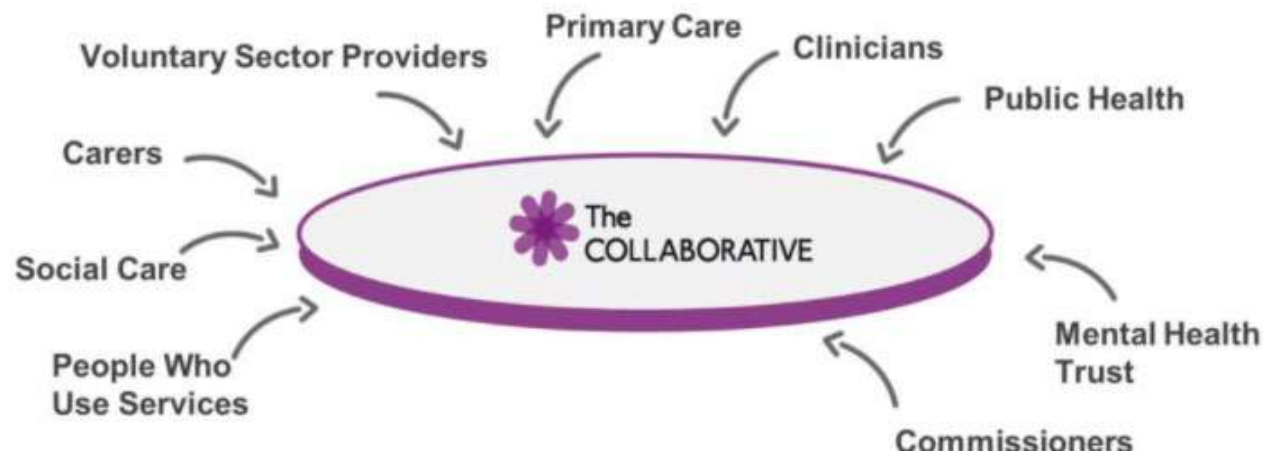 Primary Care
Voluntary Sector Providers
Clinicians
Public Health
Carers
The
COLLABORATIVE
Social Care
Mental Health
Trust
People Who
Use Services
Commissioners